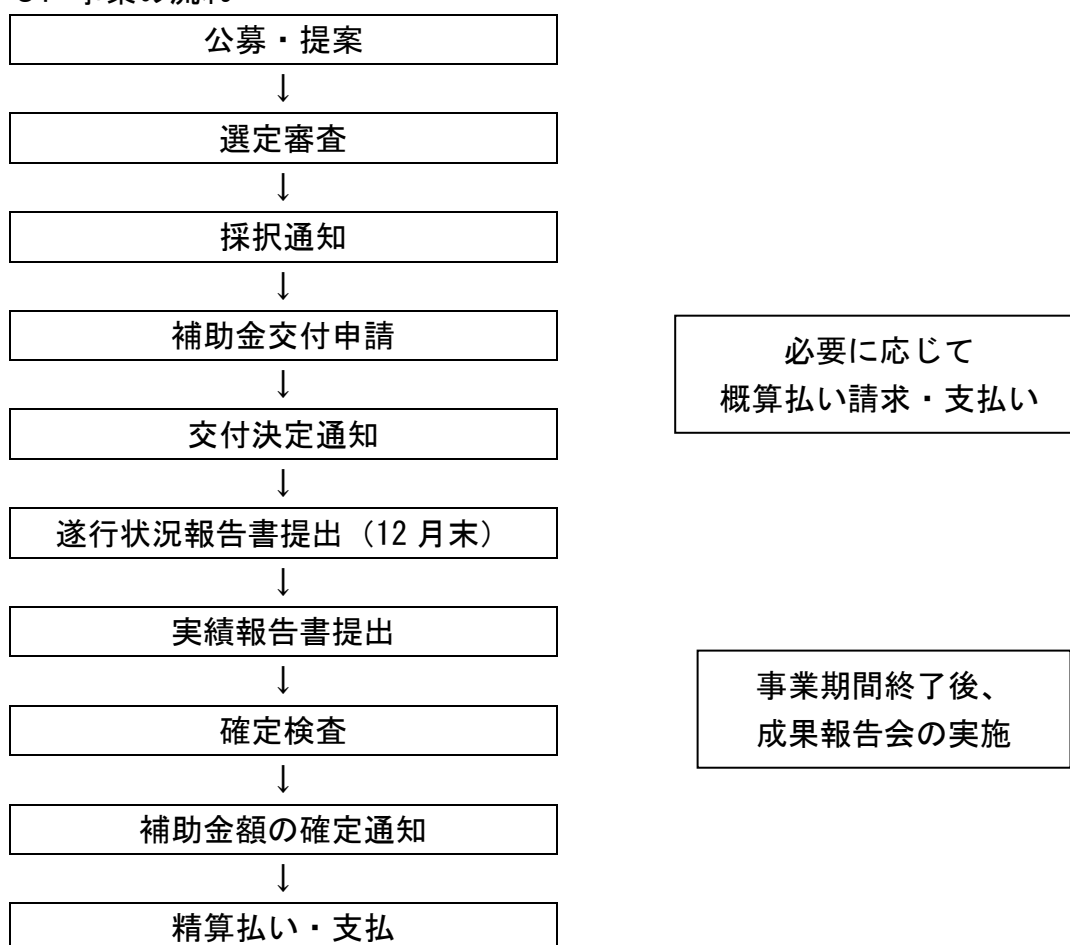 公募・提案
↓
選定審査
↓
採択通知
↓
補助金交付申請
↓
交付決定通知
↓
遂行状況報告書提出（12 月末）
↓
実績報告書提出
↓
確定検査
↓
補助金額の確定通知
↓
精算払い・支払
必要に応じて
概算払い請求・支払い
事業期間終了後、
成果報告会の実施